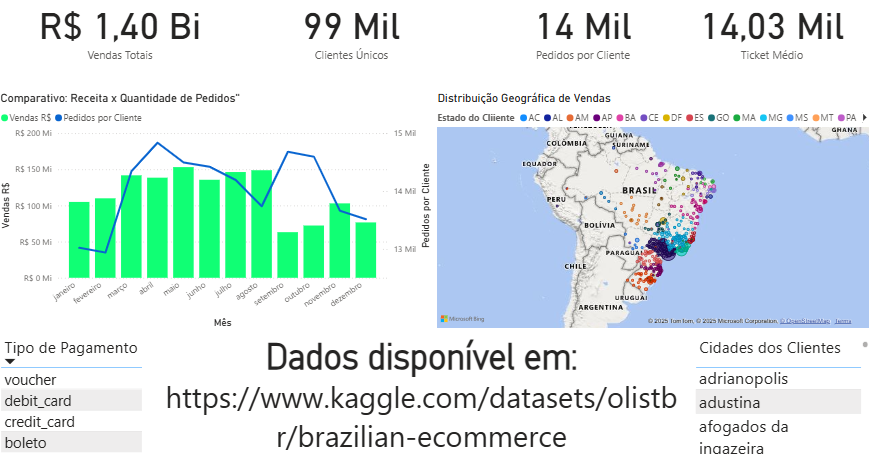 R$ 1,40 Bi
Vendas Totais
99 Mil
Clientes Únicos
14 Mil
Pedidos por Cliente
14,03 Mil
Ticket Médio
Comparativo: Receita x Quantidade de Pedidos"
Vendas R$ Pedidos por Cliente
R$ 200 Mi
R$ 150 Mi
R$ 100 Mi
R$ 50 Mi
R$ 0 Mi
Vendas R$
15 Mil
14 Mil
13 Mil
Pedidos por Cliente
janeiro fevereiro março abril maio junho julho agosto setembro outubro novembro dezembro
Mês
Distribuição Geográfica de Vendas
Estado do Cliiente AC AL AM AP BA CE DF ES GO MA MG MS MT PA
GUIANA
GHANA
COLÔMBIA
SURINAME
EQUADOR
BRASIL
PERU
BOLÍVIA
PARAGUAI
CHILE
URUGUAI
ARGENTINA
Microsoft Bing
© 2025 TomTom, © 2025 Microsoft Corporation, © OpenStreetMap Terms
Tipo de Pagamento
voucher
debit_card
credit_card
boleto
Dados disponível em:
https://www.kaggle.com/datasets/olistb
r/brazilian-ecommerce
Cidades dos Clientes
adrianopolis
adustina
afogados da
ingazeira